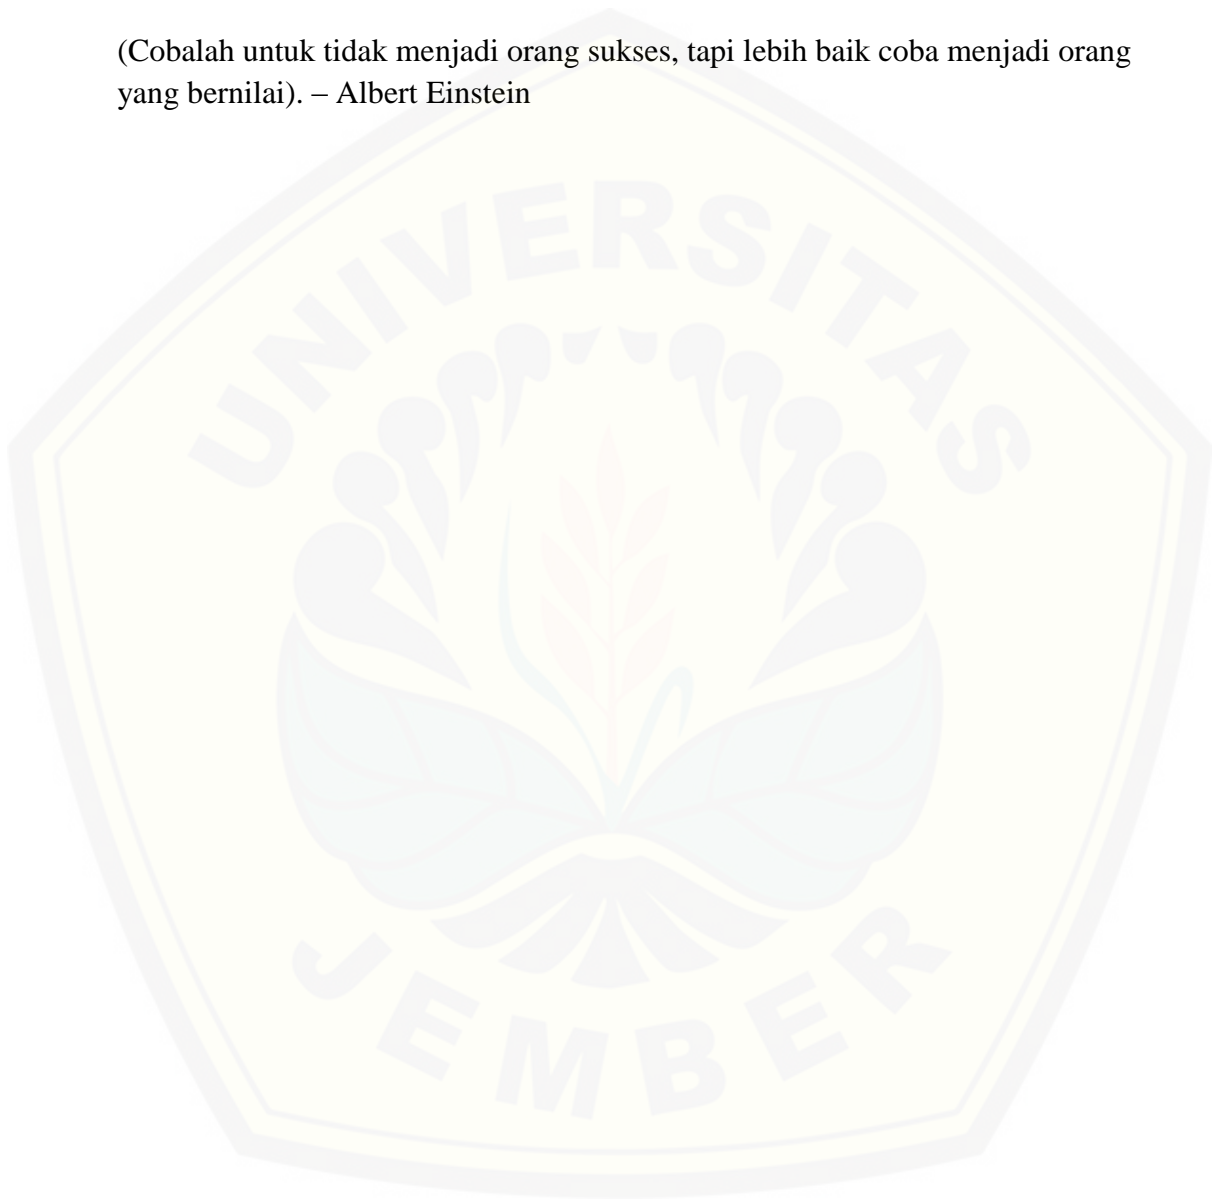 (Cobalah untuk tidak menjadi orang sukses, tapi lebih baik coba menjadi orang
yang bernilai). – Albert Einstein
UNIVERSITAS
JEMBER